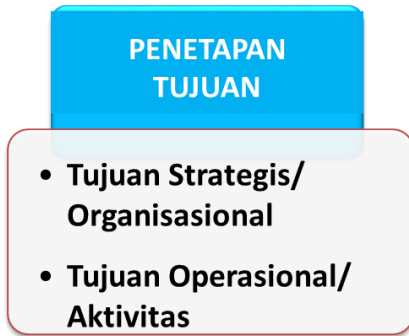 PENETAPAN
TUJUAN
• Tujuan Strategis/
Organisasional
• Tujuan Operasional/
Aktivitas